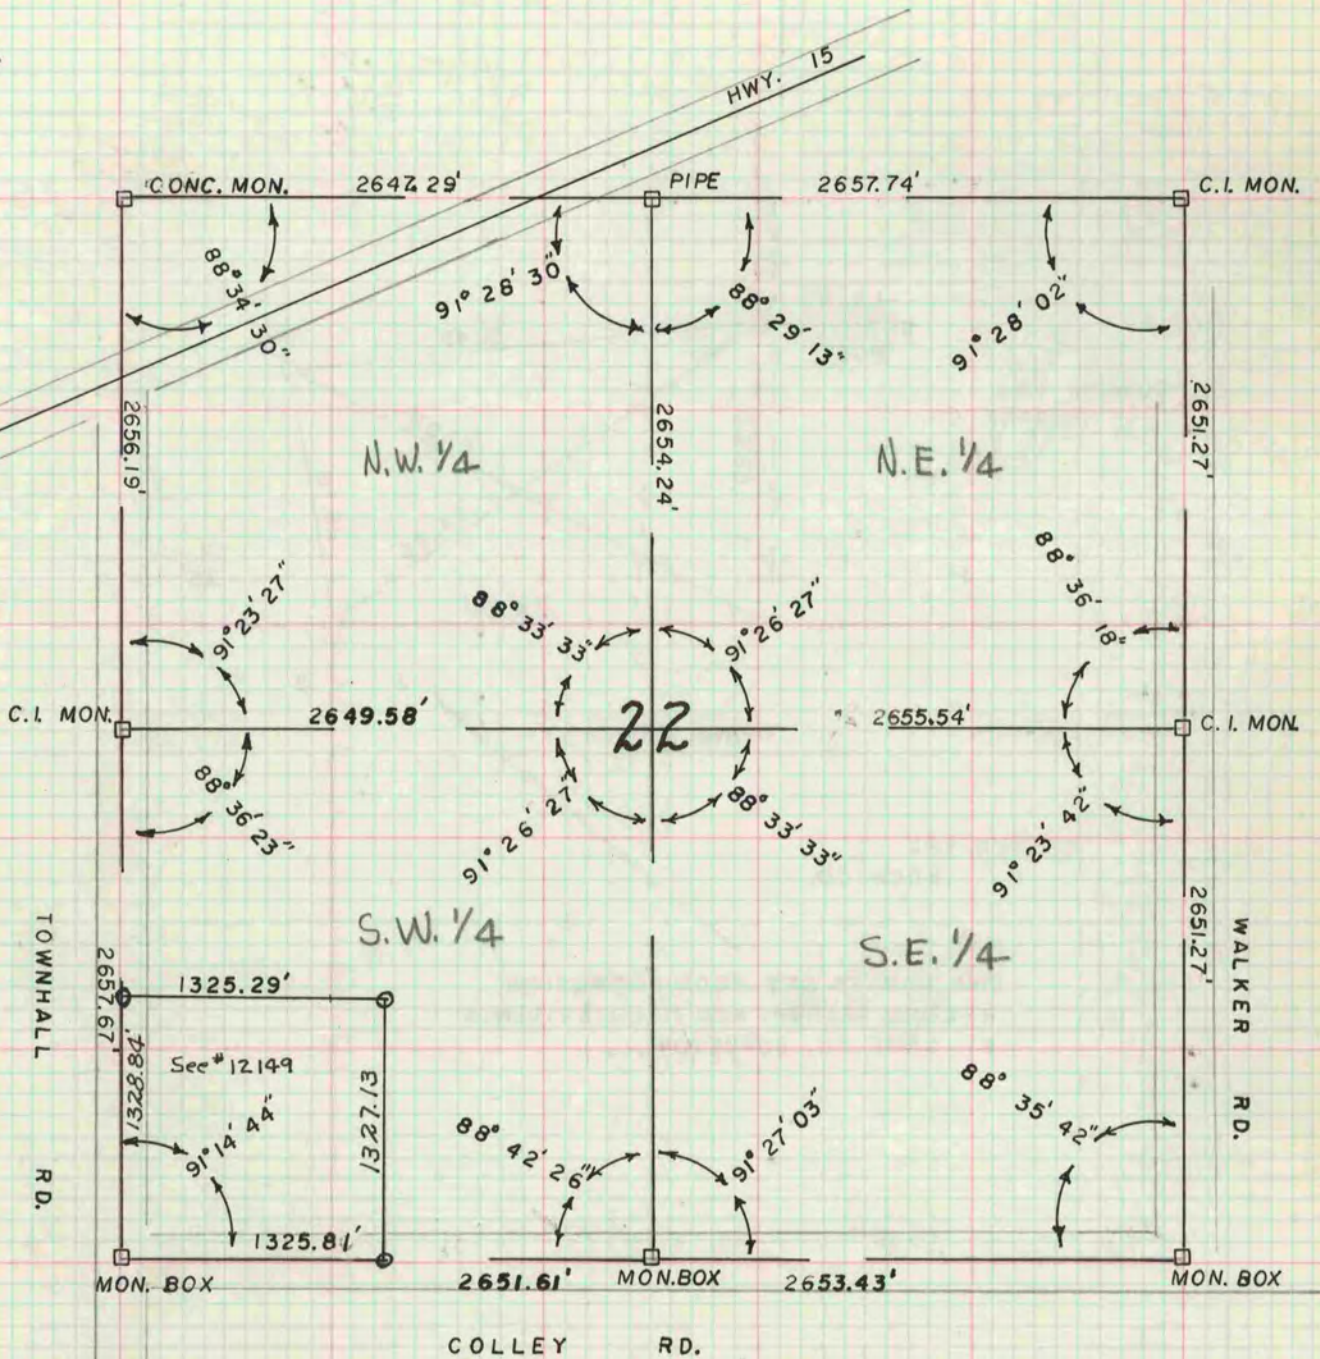 HWY. 15
CONC. MON.
2647.29'
PIPE
2657.74'
C.I. MON.
88° 34' 30"
91° 28' 30"
88° 29' 13"
91° 28' 02"
2656.19'
2654.24'
2651.27'
N.W. 1/4
N.E. 1/4
91° 23' 27"
88° 33' 33"
91° 26' 27"
88° 36' 18"
C.I. MON.
2649.58'
22
2655.54'
C.I. MON.
88° 36' 23"
91° 26' 27"
88° 33' 33"
91° 23' 42"
S.W. 1/4
S.E. 1/4
TOWNHALL RD.
2657.67'
2651.27'
WALKER RD.
1325.29'
See # 12149
1328.84'
1327.13
91° 14' 44"
88° 42' 26"
91° 27' 03"
88° 35' 42"
1325.81'
MON. BOX
2651.61'
MON. BOX
2653.43'
MON. BOX
COLLEY RD.